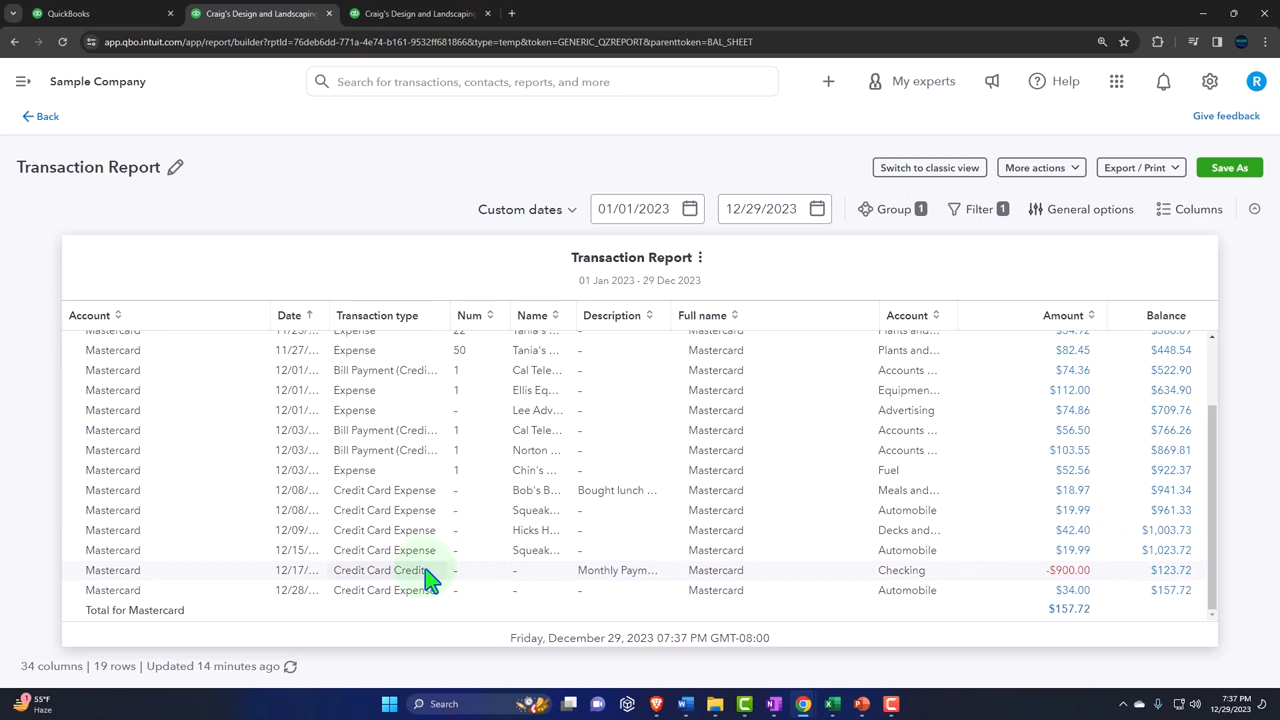 QuickBooks
Craig's Design and Landscaping
Craig's Design and Landscaping
app.qbo.intuit.com/app/report/builder?rptId=76deb6dd-771a-4e74-b161-9532ff681866&type=temp&token=GENERIC_QZREPORT&parenttoken=BAL_SHEET
Sample Company
Search for transactions, contacts, reports, and more
My experts
Help
R
Back
Give feedback
Transaction Report
Switch to classic view
More actions
Export / Print
Save As
Custom dates
01/01/2023
12/29/2023
Group 1
Filter 1
General options
Columns
Transaction Report
01 Jan 2023 - 29 Dec 2023
Account Date Transaction type Num Name Description Full name Account Amount Balance
Mastercard Expense 22 Tania's ... – Mastercard Plants and...
Mastercard 11/27/... Expense 50 Tania's ... – Mastercard Plants and... $82.45 $448.54
Mastercard 12/01/... Bill Payment (Credi... 1 Cal Tele... – Mastercard Accounts ... $74.36 $522.90
Mastercard 12/01/... Expense 1 Ellis Eq... – Mastercard Equipmen... $112.00 $634.90
Mastercard 12/01/... Expense – Lee Adv... – Mastercard Advertising $74.86 $709.76
Mastercard 12/03/... Bill Payment (Credi... 1 Cal Tele... – Mastercard Accounts ... $56.50 $766.26
Mastercard 12/03/... Bill Payment (Credi... 1 Norton ... – Mastercard Accounts ... $103.55 $869.81
Mastercard 12/03/... Expense 1 Chin's ... – Mastercard Fuel $52.56 $922.37
Mastercard 12/08/... Credit Card Expense – Bob's B... Bought lunch ... Mastercard Meals and... $18.97 $941.34
Mastercard 12/08/... Credit Card Expense – Squeak... – Mastercard Automobile $19.99 $961.33
Mastercard 12/09/... Credit Card Expense – Hicks H... – Mastercard Decks and... $42.40 $1,003.73
Mastercard 12/15/... Credit Card Expense – Squeak... – Mastercard Automobile $19.99 $1,023.72
Mastercard 12/17/... Credit Card Credit – – Monthly Paym... Mastercard Checking -$900.00 $123.72
Mastercard 12/28/... Credit Card Expense – – – Mastercard Automobile $34.00 $157.72
Total for Mastercard $157.72
Friday, December 29, 2023 07:37 PM GMT-08:00
34 columns | 19 rows | Updated 14 minutes ago
55°F
Haze
Search
7:37 PM
12/29/2023